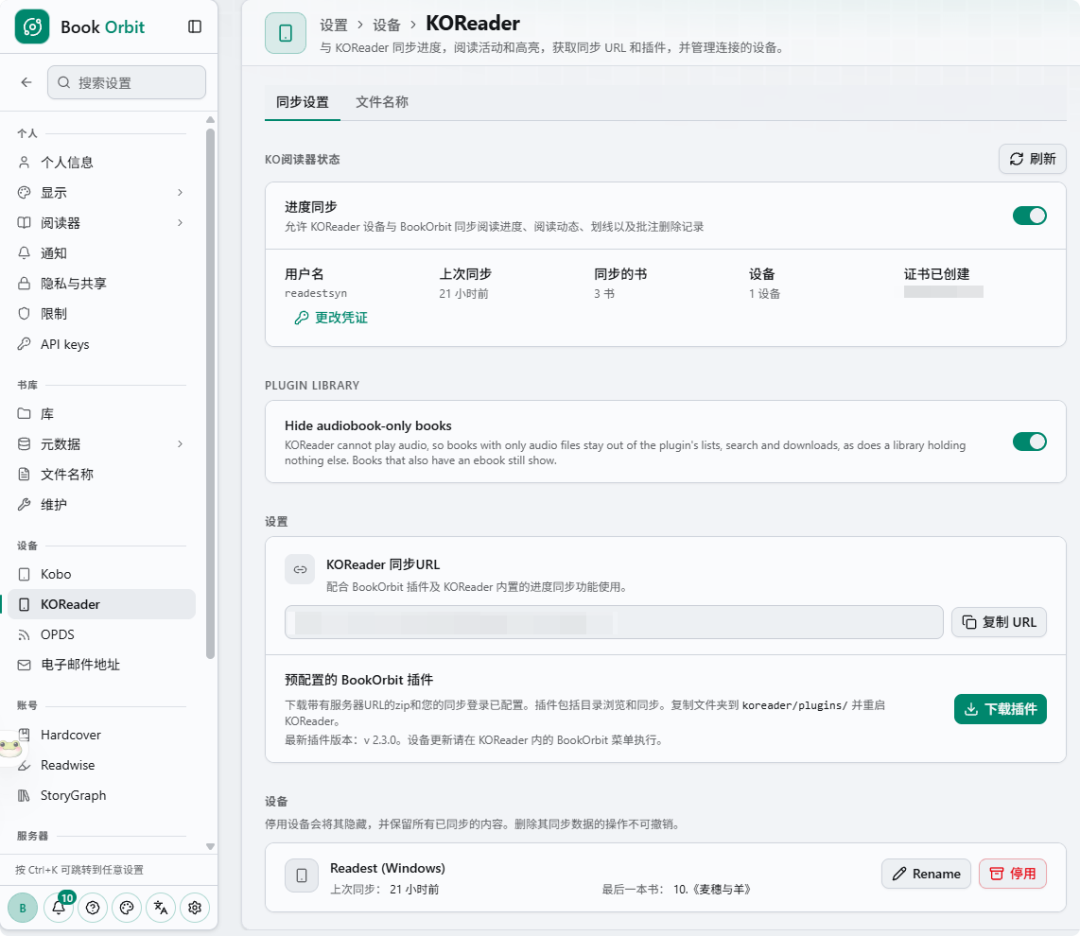 Book Orbit
搜索设置
个人
个人信息
显示
阅读器
通知
隐私与共享
限制
API keys
书库
库
元数据
文件名称
维护
设备
Kobo
KOReader
OPDS
电子邮件地址
账号
Hardcover
Readwise
StoryGraph
服务器
按 Ctrl+K 可跳转到任意设置
B
10
设置 > 设备 > KOReader
与 KOReader 同步进度，阅读活动和高亮，获取同步 URL 和插件，并管理连接的设备。
同步设置 文件名称
KO阅读器状态
刷新
进度同步
允许 KOReader 设备与 BookOrbit 同步阅读进度、阅读动态、划线以及批注删除记录
用户名 上次同步 同步的书 设备 证书已创建
readestsyn 21 小时前 3 书 1 设备
更改凭证
PLUGIN LIBRARY
Hide audiobook-only books
KOReader cannot play audio, so books with only audio files stay out of the plugin's lists, search and downloads, as does a library holding
nothing else. Books that also have an ebook still show.
设置
KOReader 同步URL
配合 BookOrbit 插件及 KOReader 内置的进度同步功能使用。
复制 URL
预配置的 BookOrbit 插件
下载带有服务器URL的zip和您的同步登录已配置。插件包括目录浏览和同步。复制文件夹到 koreader/plugins/ 并重启
KOReader。
最新插件版本：v 2.3.0。设备更新请在 KOReader 内的 BookOrbit 菜单执行。
下载插件
设备
停用设备会将其隐藏，并保留所有已同步的内容。删除其同步数据的操作不可撤销。
Readest (Windows)
上次同步： 21 小时前
最后一本书： 10.《麦穗与羊》
Rename
停用